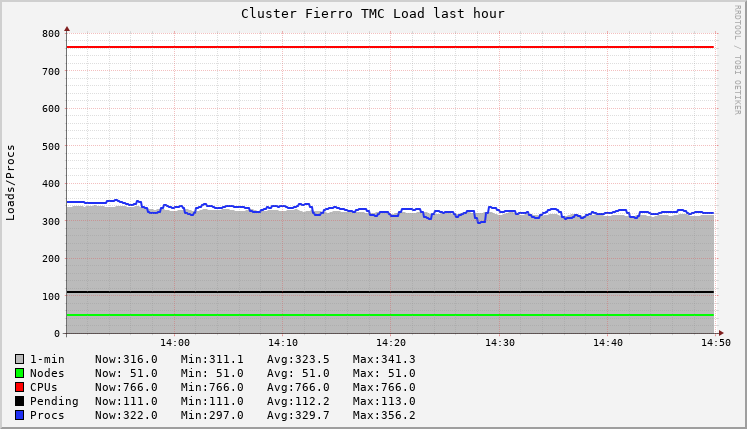 Cluster Fierro TMC Load last hour
RRDTOOL / TOBI OETIKER
Loads/Procs
800
700
600
500
400
300
200
100
0
14:00 14:10 14:20 14:30 14:40 14:50
1-min Now:316.0 Min:311.1 Avg:323.5 Max:341.3
Nodes Now: 51.0 Min: 51.0 Avg: 51.0 Max: 51.0
CPUs Now:766.0 Min:766.0 Avg:766.0 Max:766.0
Pending Now:111.0 Min:111.0 Avg:112.2 Max:113.0
Procs Now:322.0 Min:297.0 Avg:329.7 Max:356.2